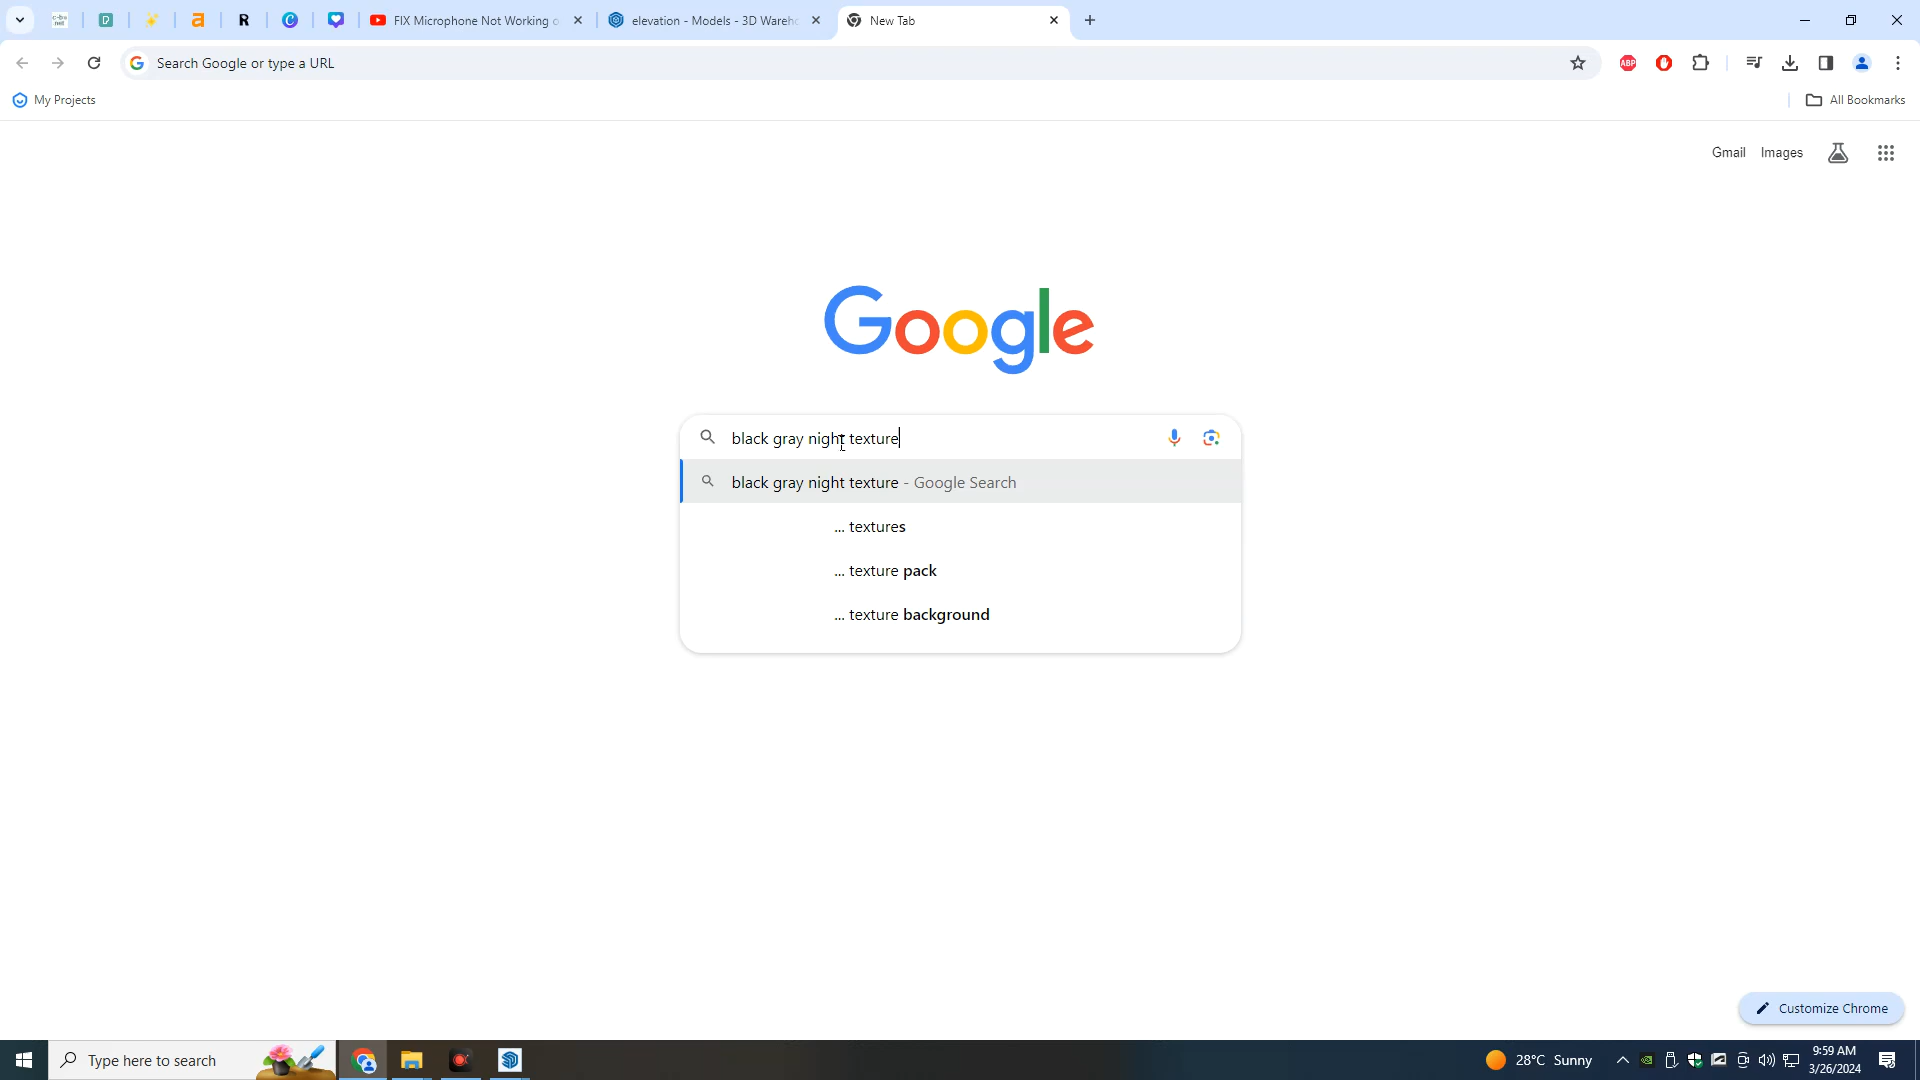 FIX Microphone Not Working o
elevation - Models - 3D Wareho
New Tab
Search Google or type a URL
ABP
My Projects
All Bookmarks
Gmail Images
Google
black gray night texture
black gray night texture - Google Search
... textures
... texture pack
... texture background
Customize Chrome
Type here to search
28°C Sunny
9:59 AM
3/26/2024